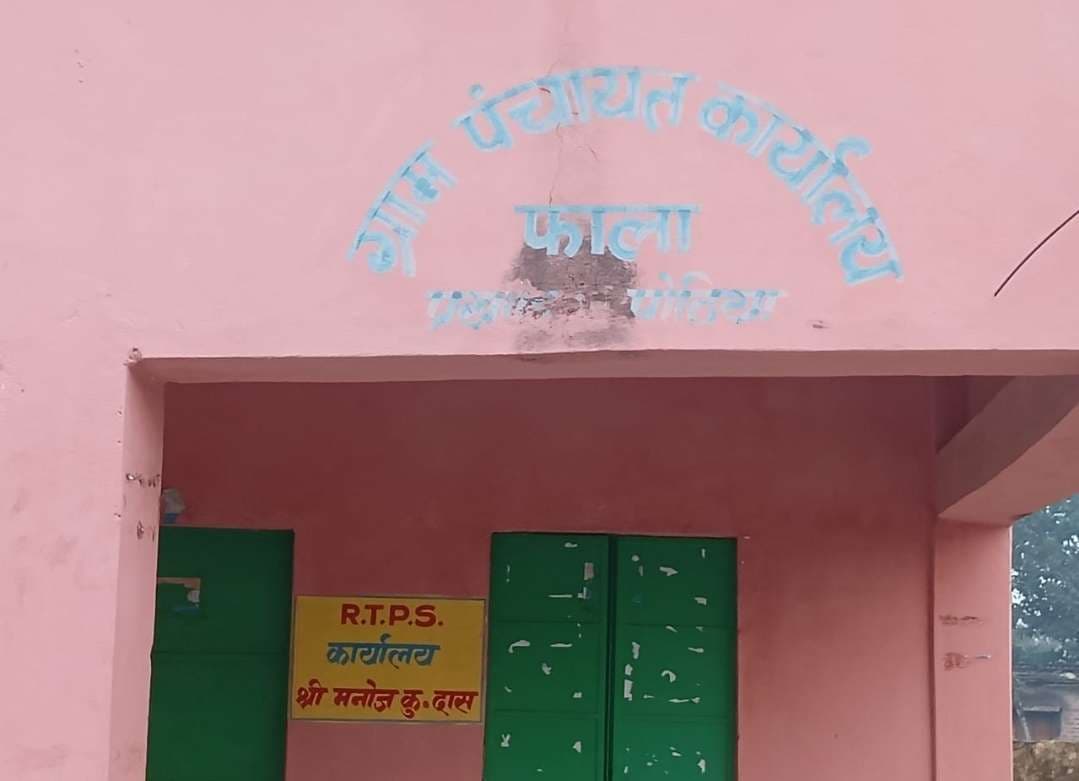 ग्राम पंचायत कार्यालय
फाला
पोठिया
R.T.P.S.
कार्यालय
श्री मनोज कु. दास